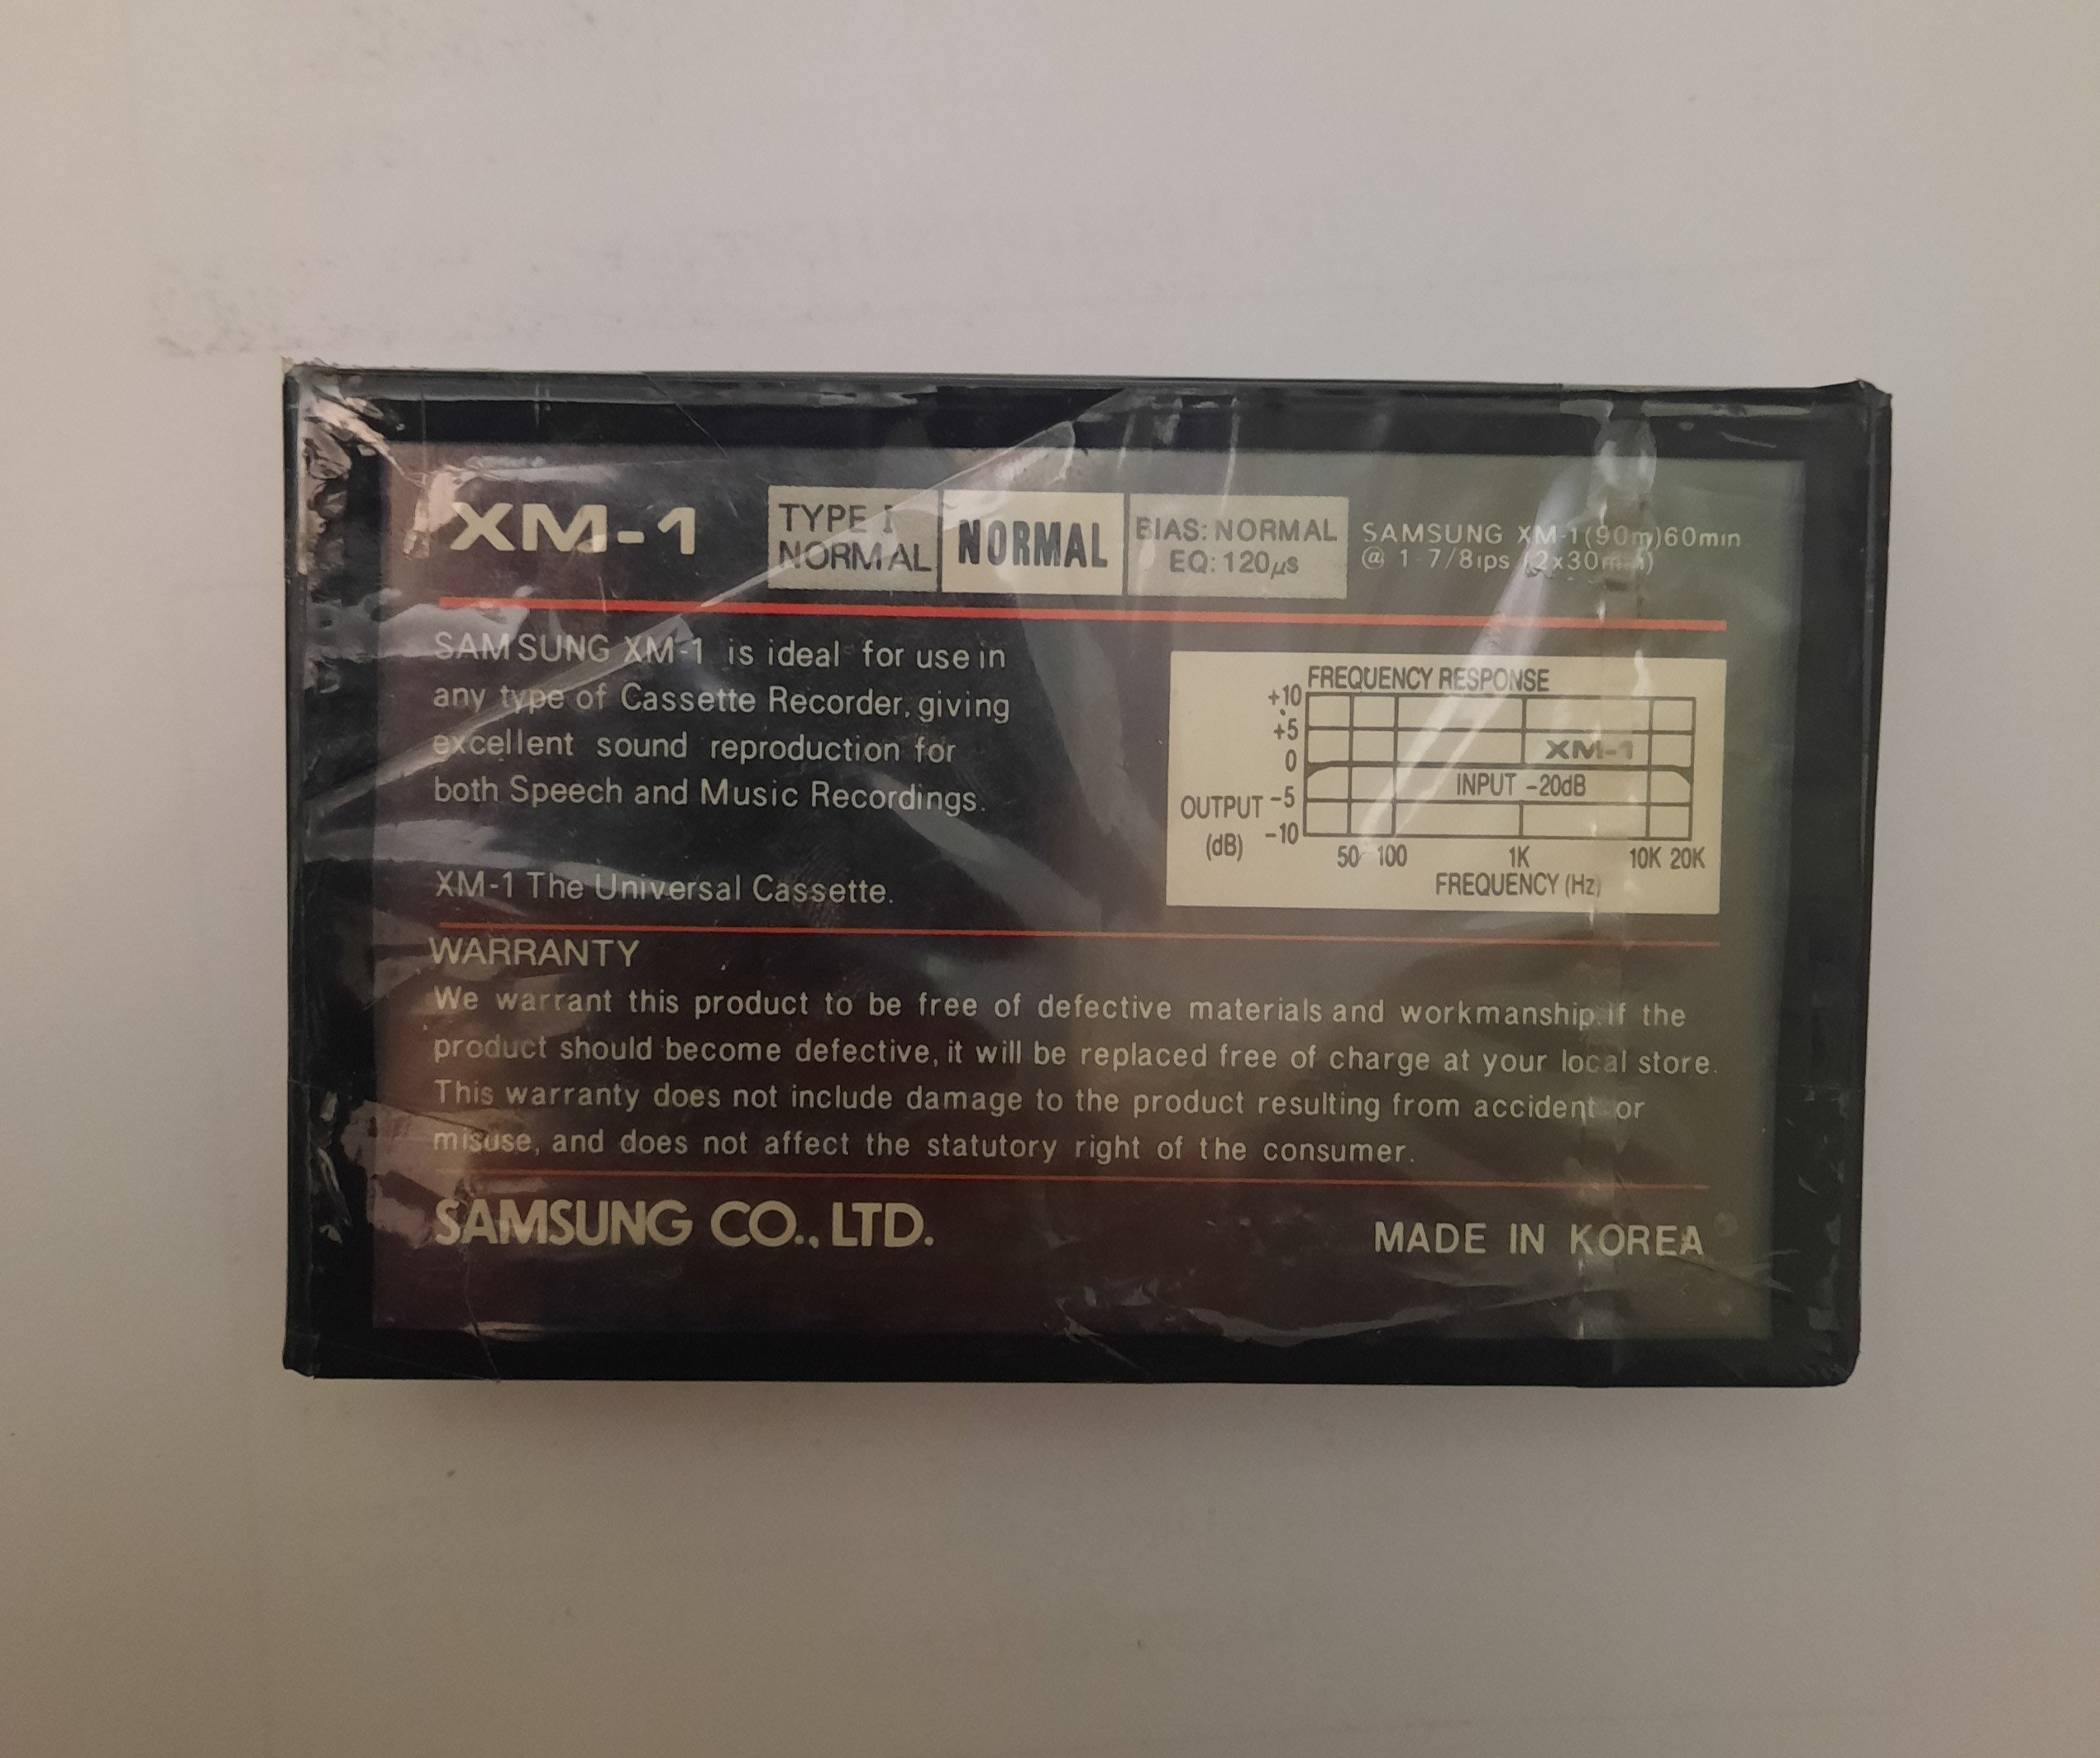 XM-1
TYPE I
NORMAL
NORMAL
BIAS: NORMAL
EQ: 120µs
SAMSUNG XM-1(90m)60min
@ 1-7/8ips (2x30min)
SAMSUNG XM-1 is ideal for use in
any type of Cassette Recorder, giving
excellent sound reproduction for
both Speech and Music Recordings.
XM-1 The Universal Cassette.
FREQUENCY RESPONSE
+10
+5
0
-5
-10
OUTPUT
(dB)
XM-1
INPUT -20dB
50 100 1K 10K 20K
FREQUENCY (Hz)
WARRANTY
We warrant this product to be free of defective materials and workmanship. If the
product should become defective, it will be replaced free of charge at your local store.
This warranty does not include damage to the product resulting from accident or
misuse, and does not affect the statutory right of the consumer.
SAMSUNG CO., LTD.
MADE IN KOREA